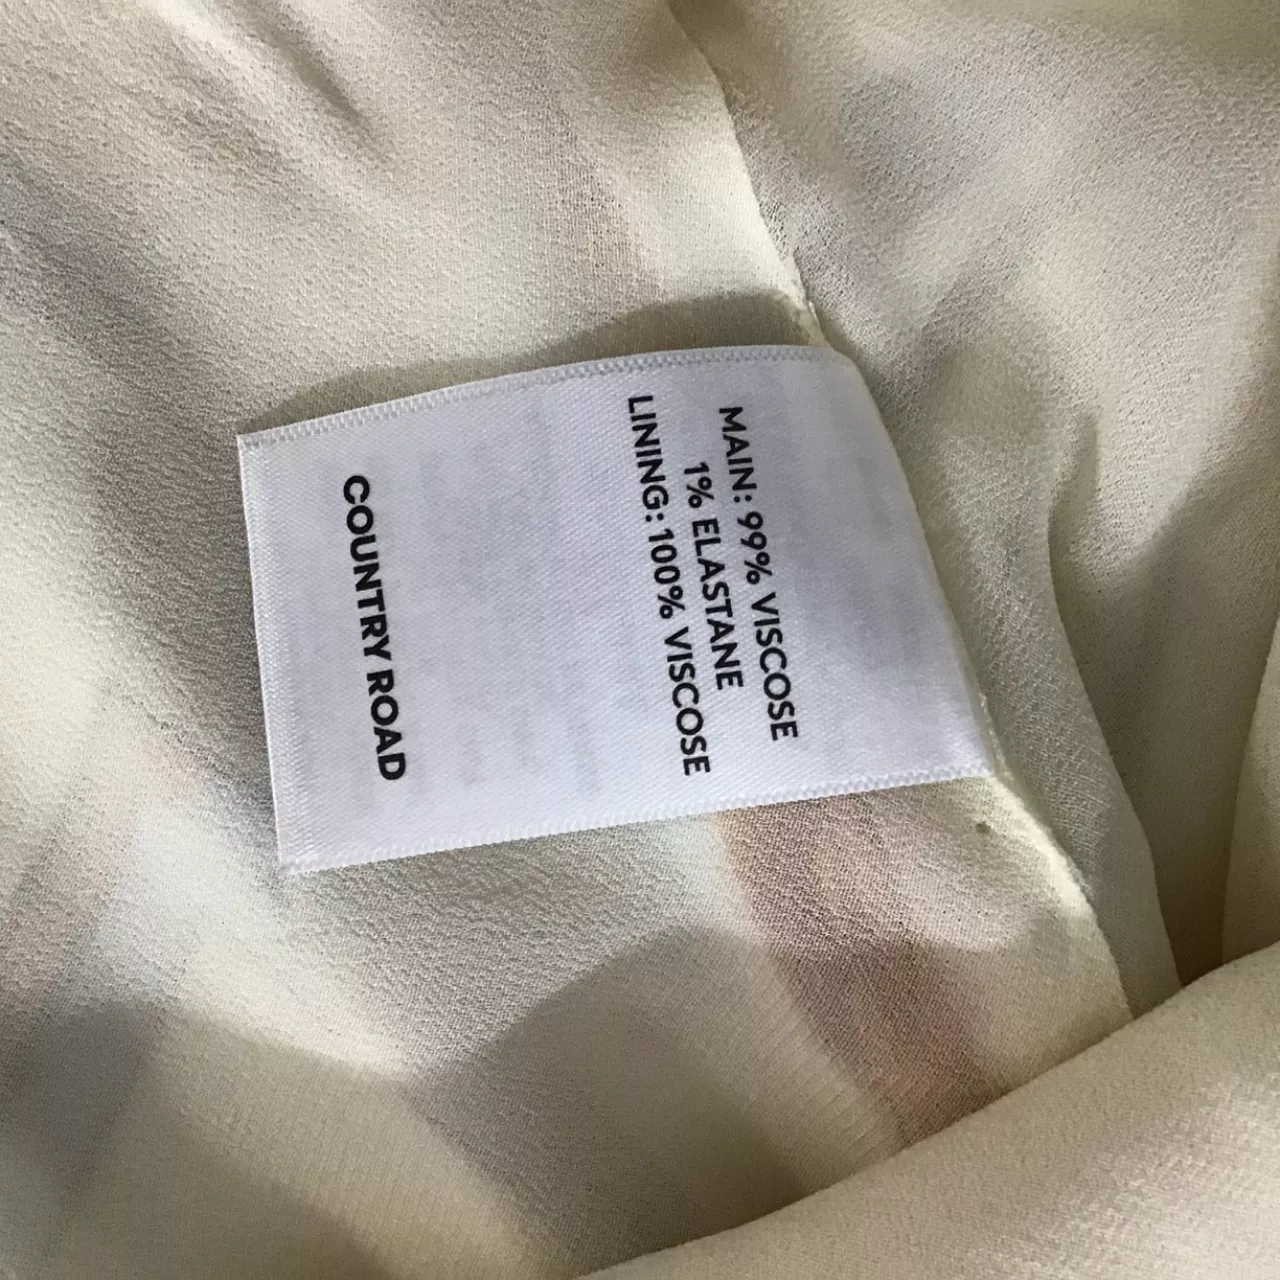 MAIN: 99% VISCOSE
1% ELASTANE
LINING: 100% VISCOSE
COUNTRY ROAD